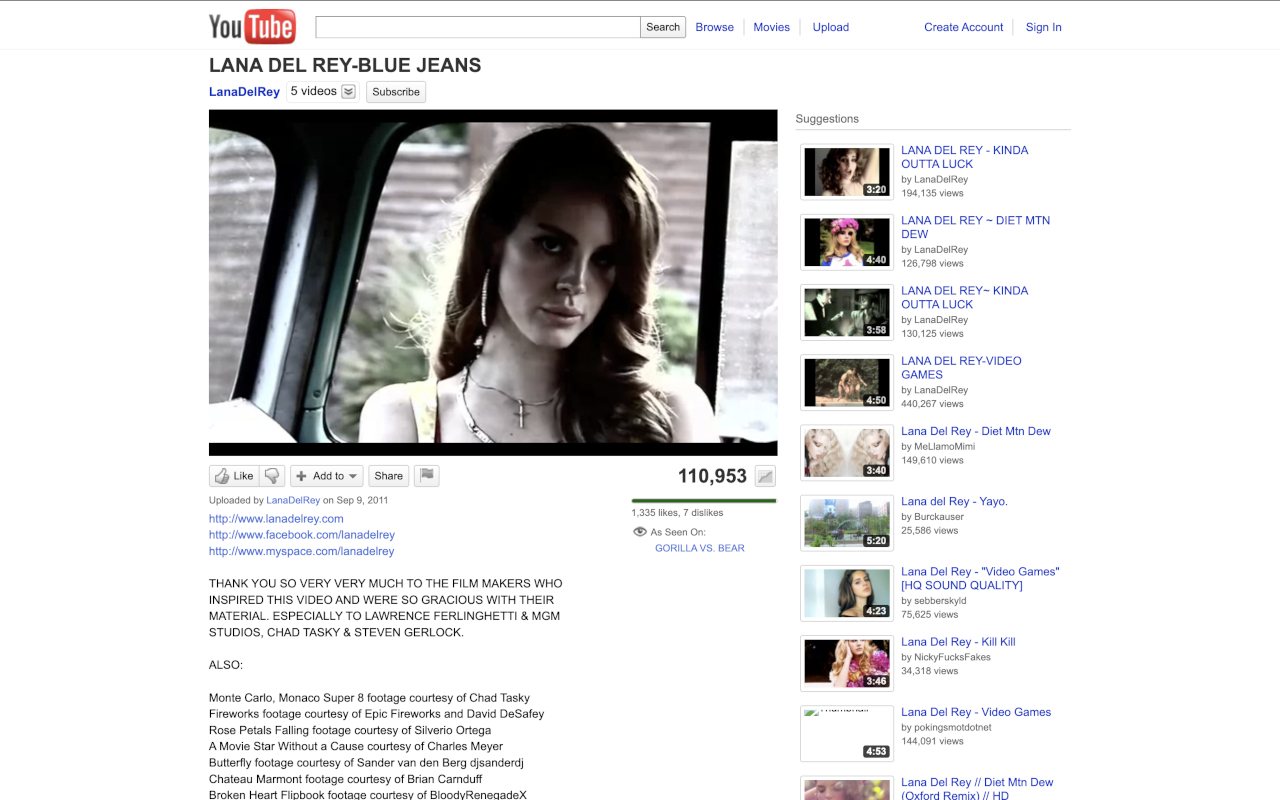 YouTube
Search
Browse
Movies
Upload
Create Account
Sign In
LANA DEL REY-BLUE JEANS
LanaDelRey
5 videos
Subscribe
Like
Add to
Share
110,953
Uploaded by LanaDelRey on Sep 9, 2011
1,335 likes, 7 dislikes
As Seen On:
GORILLA VS. BEAR
http://www.lanadelrey.com
http://www.facebook.com/lanadelrey
http://www.myspace.com/lanadelrey
THANK YOU SO VERY VERY MUCH TO THE FILM MAKERS WHO
INSPIRED THIS VIDEO AND WERE SO GRACIOUS WITH THEIR
MATERIAL. ESPECIALLY TO LAWRENCE FERLINGHETTI & MGM
STUDIOS, CHAD TASKY & STEVEN GERLOCK.
ALSO:
Monte Carlo, Monaco Super 8 footage courtesy of Chad Tasky
Fireworks footage courtesy of Epic Fireworks and David DeSafey
Rose Petals Falling footage courtesy of Silverio Ortega
A Movie Star Without a Cause courtesy of Charles Meyer
Butterfly footage courtesy of Sander van den Berg djsanderdj
Chateau Marmont footage courtesy of Brian Carnduff
Broken Heart Flipbook footage courtesy of BloodyRenegadeX
Suggestions
3:20
LANA DEL REY - KINDA
OUTTA LUCK
by LanaDelRey
194,135 views
4:40
LANA DEL REY ~ DIET MTN
DEW
by LanaDelRey
126,798 views
3:58
LANA DEL REY~ KINDA
OUTTA LUCK
by LanaDelRey
130,125 views
4:50
LANA DEL REY-VIDEO
GAMES
by LanaDelRey
440,267 views
3:40
Lana Del Rey - Diet Mtn Dew
by MeLlamoMimi
149,610 views
5:20
Lana del Rey - Yayo.
by Burckauser
25,586 views
4:23
Lana Del Rey - "Video Games"
[HQ SOUND QUALITY]
by sebberskyld
75,625 views
3:46
Lana Del Rey - Kill Kill
by NickyFucksFakes
34,318 views
4:53
Lana Del Rey - Video Games
by pokingsmotdotnet
144,091 views
Lana Del Rey // Diet Mtn Dew
(Oxford Remix) // HD